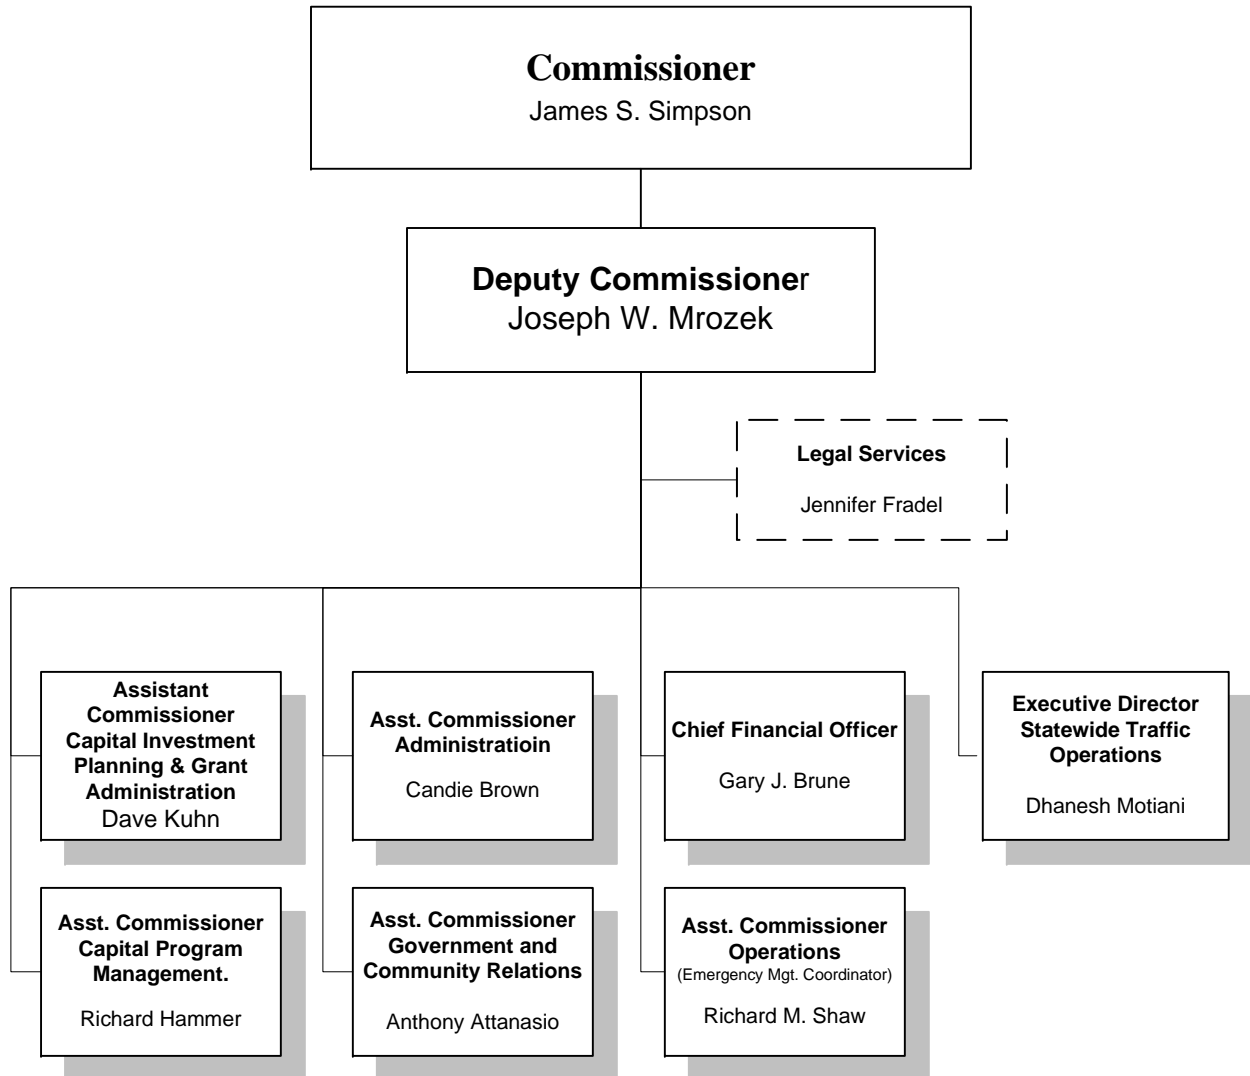 Commissioner
James S. Simpson
Deputy Commissioner
Joseph W. Mrozek
Legal Services
Jennifer Fradel
Assistant
Commissioner
Capital Investment
Planning & Grant
Administration
Dave Kuhn
Asst. Commissioner
Administratioin
Candie Brown
Chief Financial Officer
Gary J. Brune
Executive Director
Statewide Traffic
Operations
Dhanesh Motiani
Asst. Commissioner
Capital Program
Management.
Richard Hammer
Asst. Commissioner
Government and
Community Relations
Anthony Attanasio
Asst. Commissioner
Operations
(Emergency Mgt. Coordinator)
Richard M. Shaw